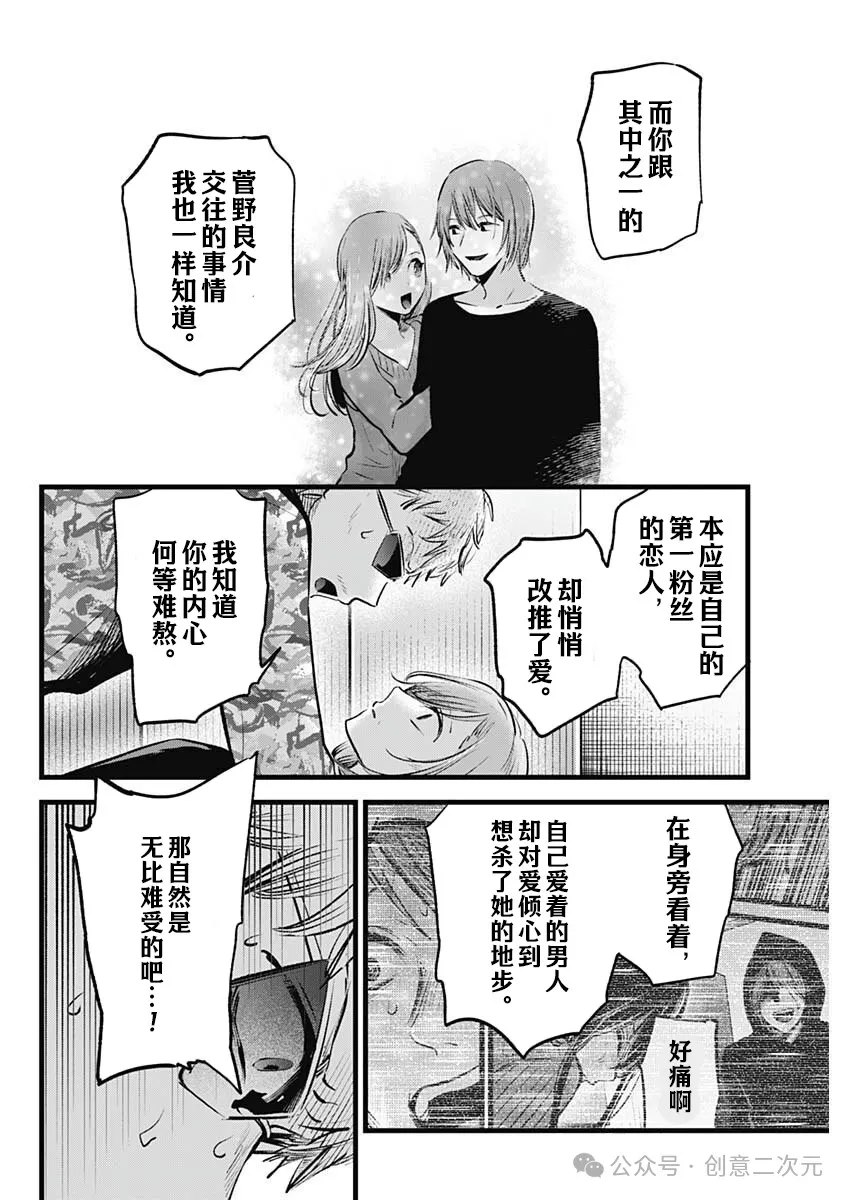 而你跟
其中之一的
菅野良介
交往的事情
我也一样知道。
本应是自己的
第一粉丝
的恋人，
却悄悄
改推了爱。
我知道
你的内心
何等难熬。
在身旁看着，
自己爱着的男人
却对爱倾心到
想杀了她的地步。
好痛啊
那自然是
无比难受的吧…！
公众号·创意二次元